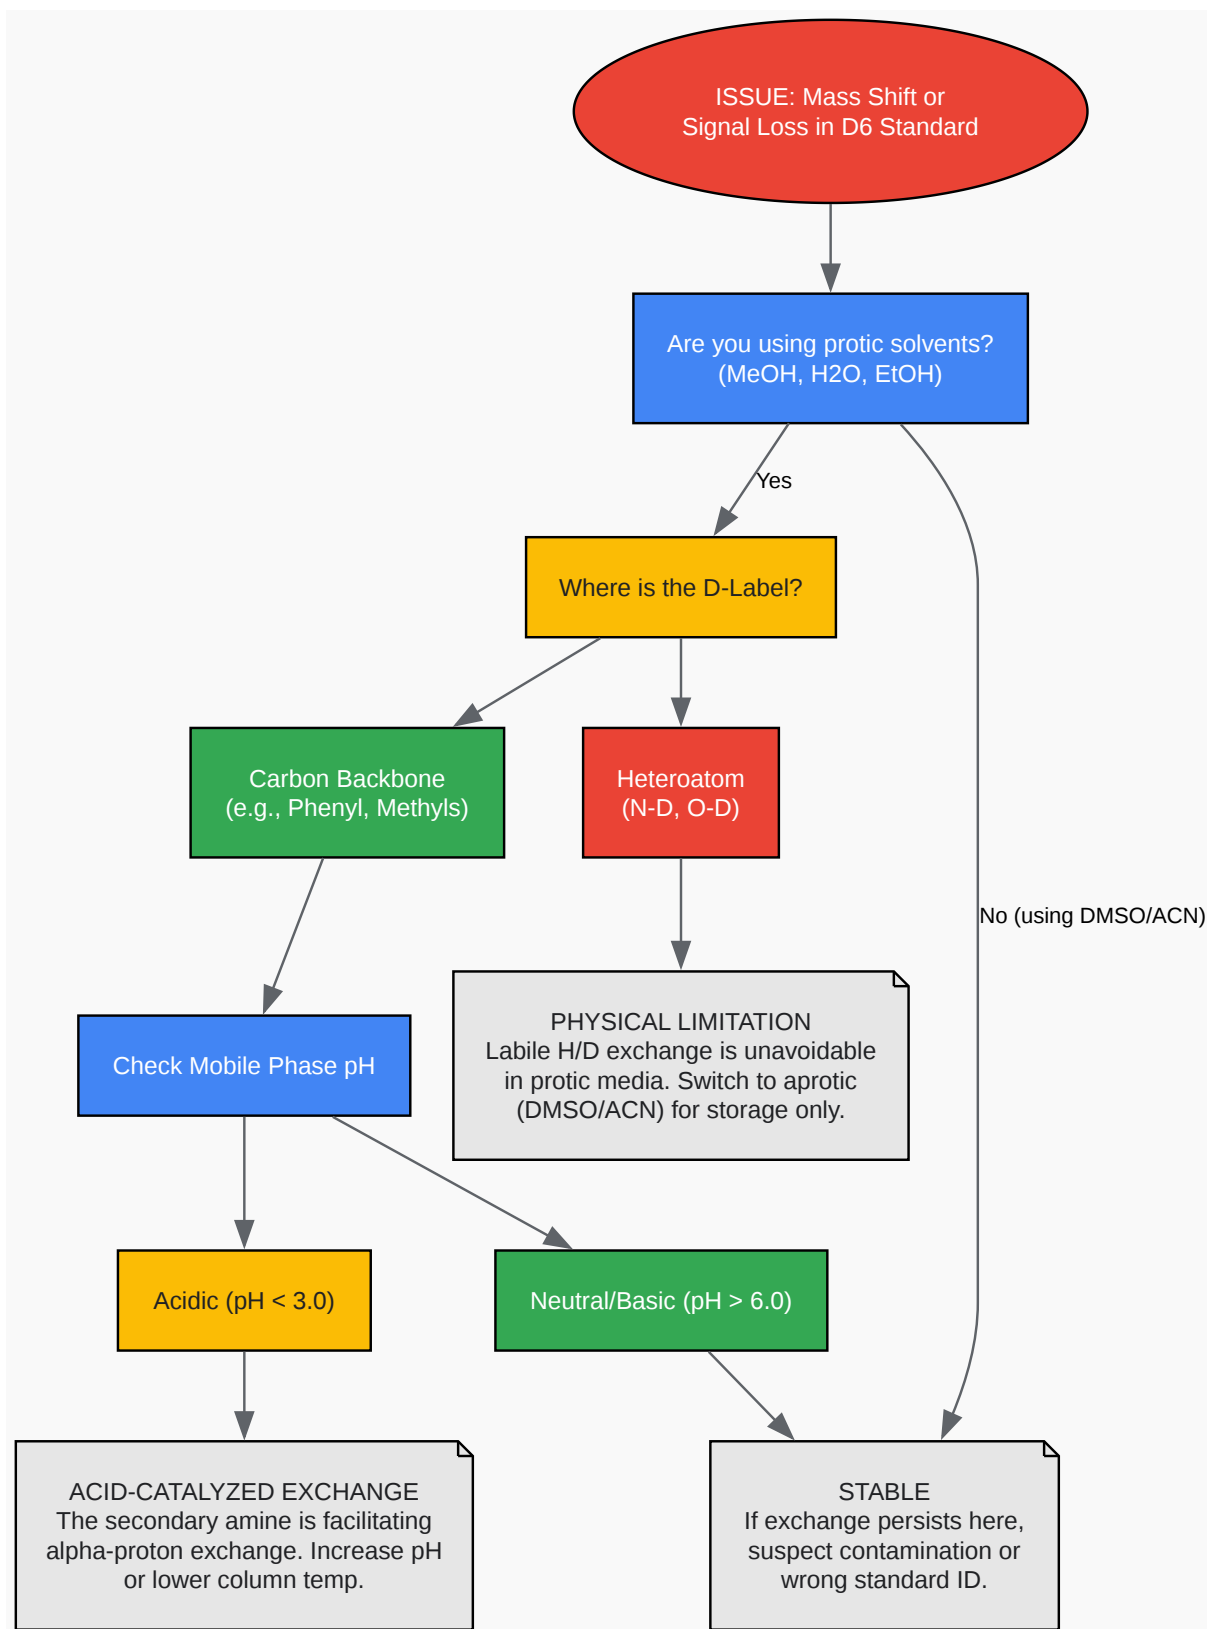 ISSUE: Mass Shift or
Signal Loss in D6 Standard
Are you using protic solvents?
(MeOH, H2O, EtOH)
Yes
Where is the D-Label?
Carbon Backbone
(e.g., Phenyl, Methyls)
Heteroatom
(N-D, O-D)
No (using DMSO/ACN)
PHYSICAL LIMITATION
Labile H/D exchange is unavoidable
in protic media. Switch to aprotic
(DMSO/ACN) for storage only.
Check Mobile Phase pH
Acidic (pH < 3.0)
Neutral/Basic (pH > 6.0)
ACID-CATALYZED EXCHANGE
The secondary amine is facilitating
alpha-proton exchange. Increase pH
or lower column temp.
STABLE
If exchange persists here,
suspect contamination or
wrong standard ID.